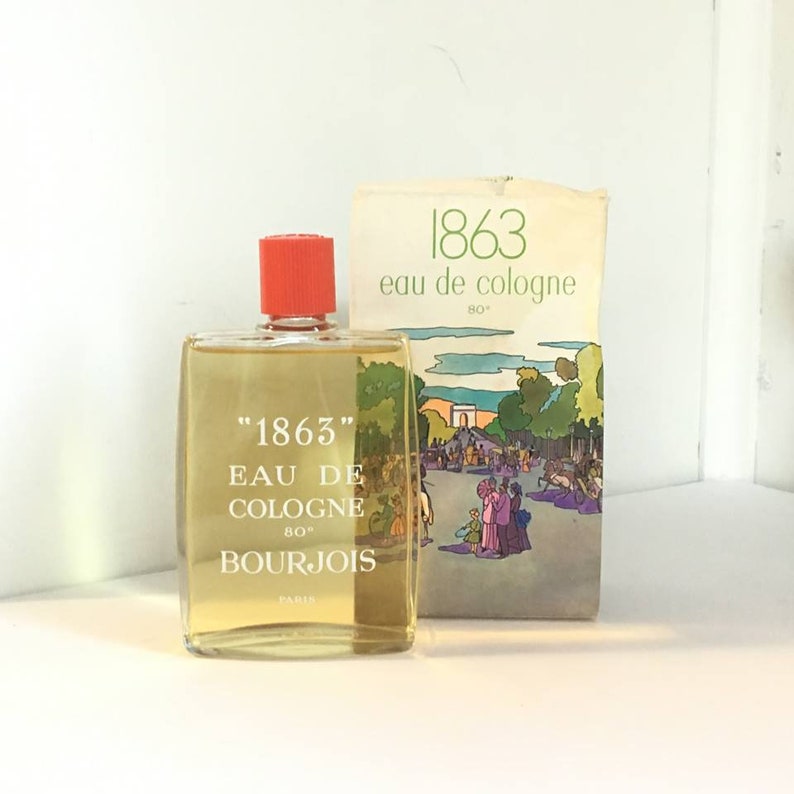 1863
eau de cologne
80°
"1863"
EAU DE
COLOGNE
80°
BOURJOIS
PARIS